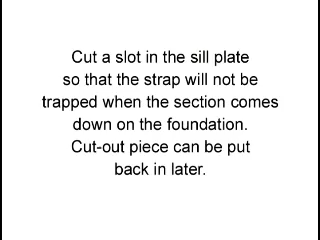 Cut a slot in the sill plate
so that the strap will not be
trapped when the section comes
down on the foundation.
Cut-out piece can be put
back in later.